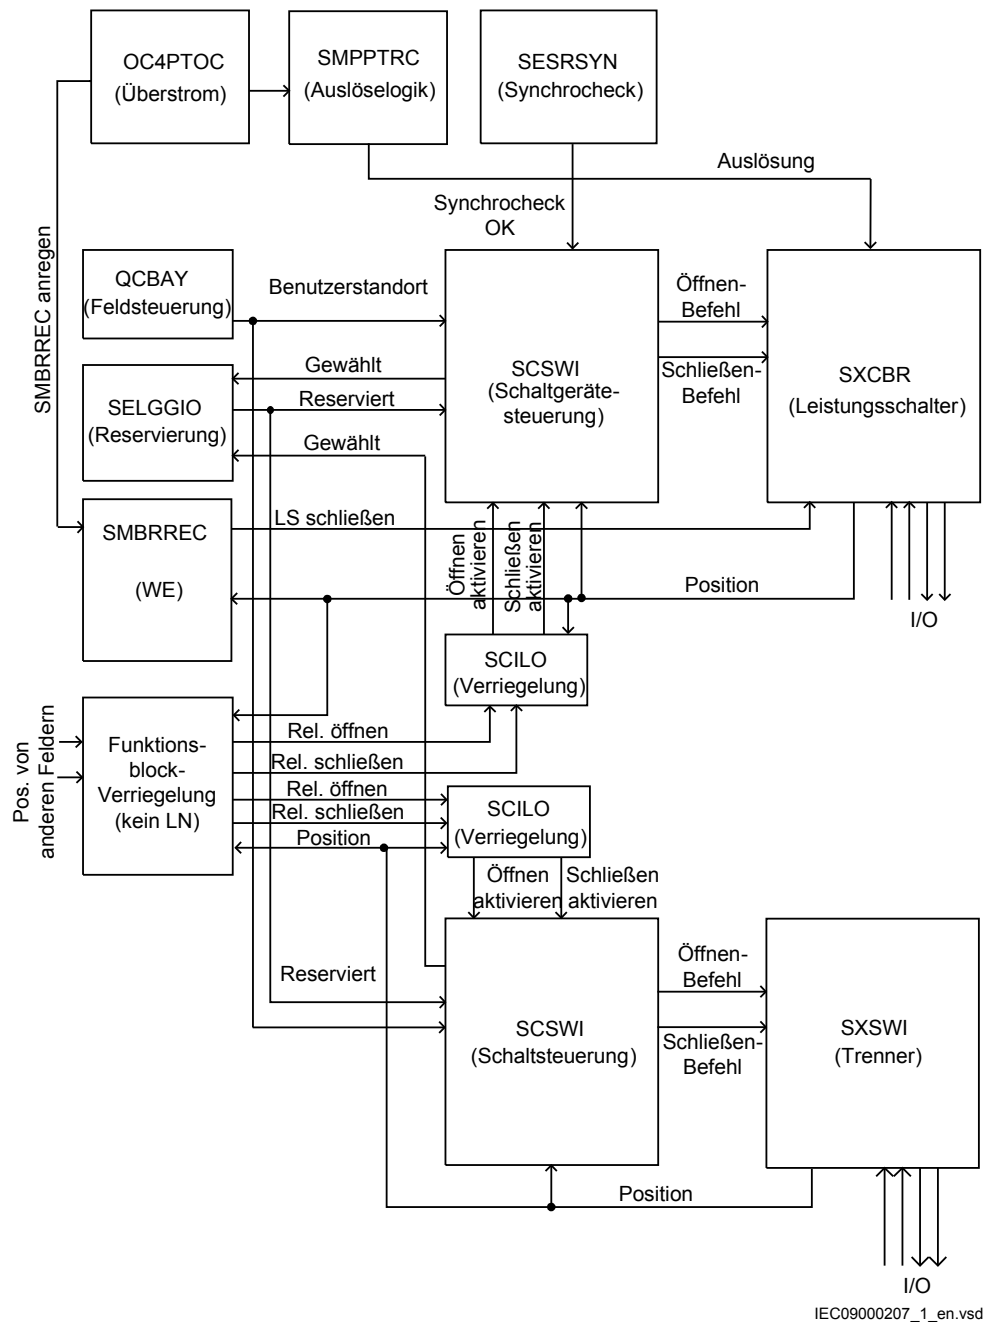 OC4PTOC
(Überstrom)
SMPPTRC
(Auslöselogik)
SESRSYN
(Synchrocheck)
Auslösung
Synchrocheck
OK
SMBRREC anregen
QCBAY
(Feldsteuerung)
Benutzerstandort
Öffnen-
Befehl
Gewählt
SCSWI
(Schaltgeräte-
steuerung)
Schließen-
Befehl
SXCBR
(Leistungsschalter)
SELGGIO
(Reservierung)
Reserviert
Gewählt
SMBRREC
(WE)
LS schließen
Öffnen
aktivieren
Schließen
aktivieren
Position
I/O
SCILO
(Verriegelung)
Pos. von
anderen Feldern
Funktions-
block-
Verriegelung
(kein LN)
Rel. öffnen
Rel. schließen
Rel. öffnen
Rel. schließen
Position
SCILO
(Verriegelung)
Öffnen
aktivieren
Schließen
aktivieren
Reserviert
Öffnen-
Befehl
SCSWI
(Schaltsteuerung)
Schließen-
Befehl
SXSWI
(Trenner)
Position
I/O
IEC09000207_1_en.vsd